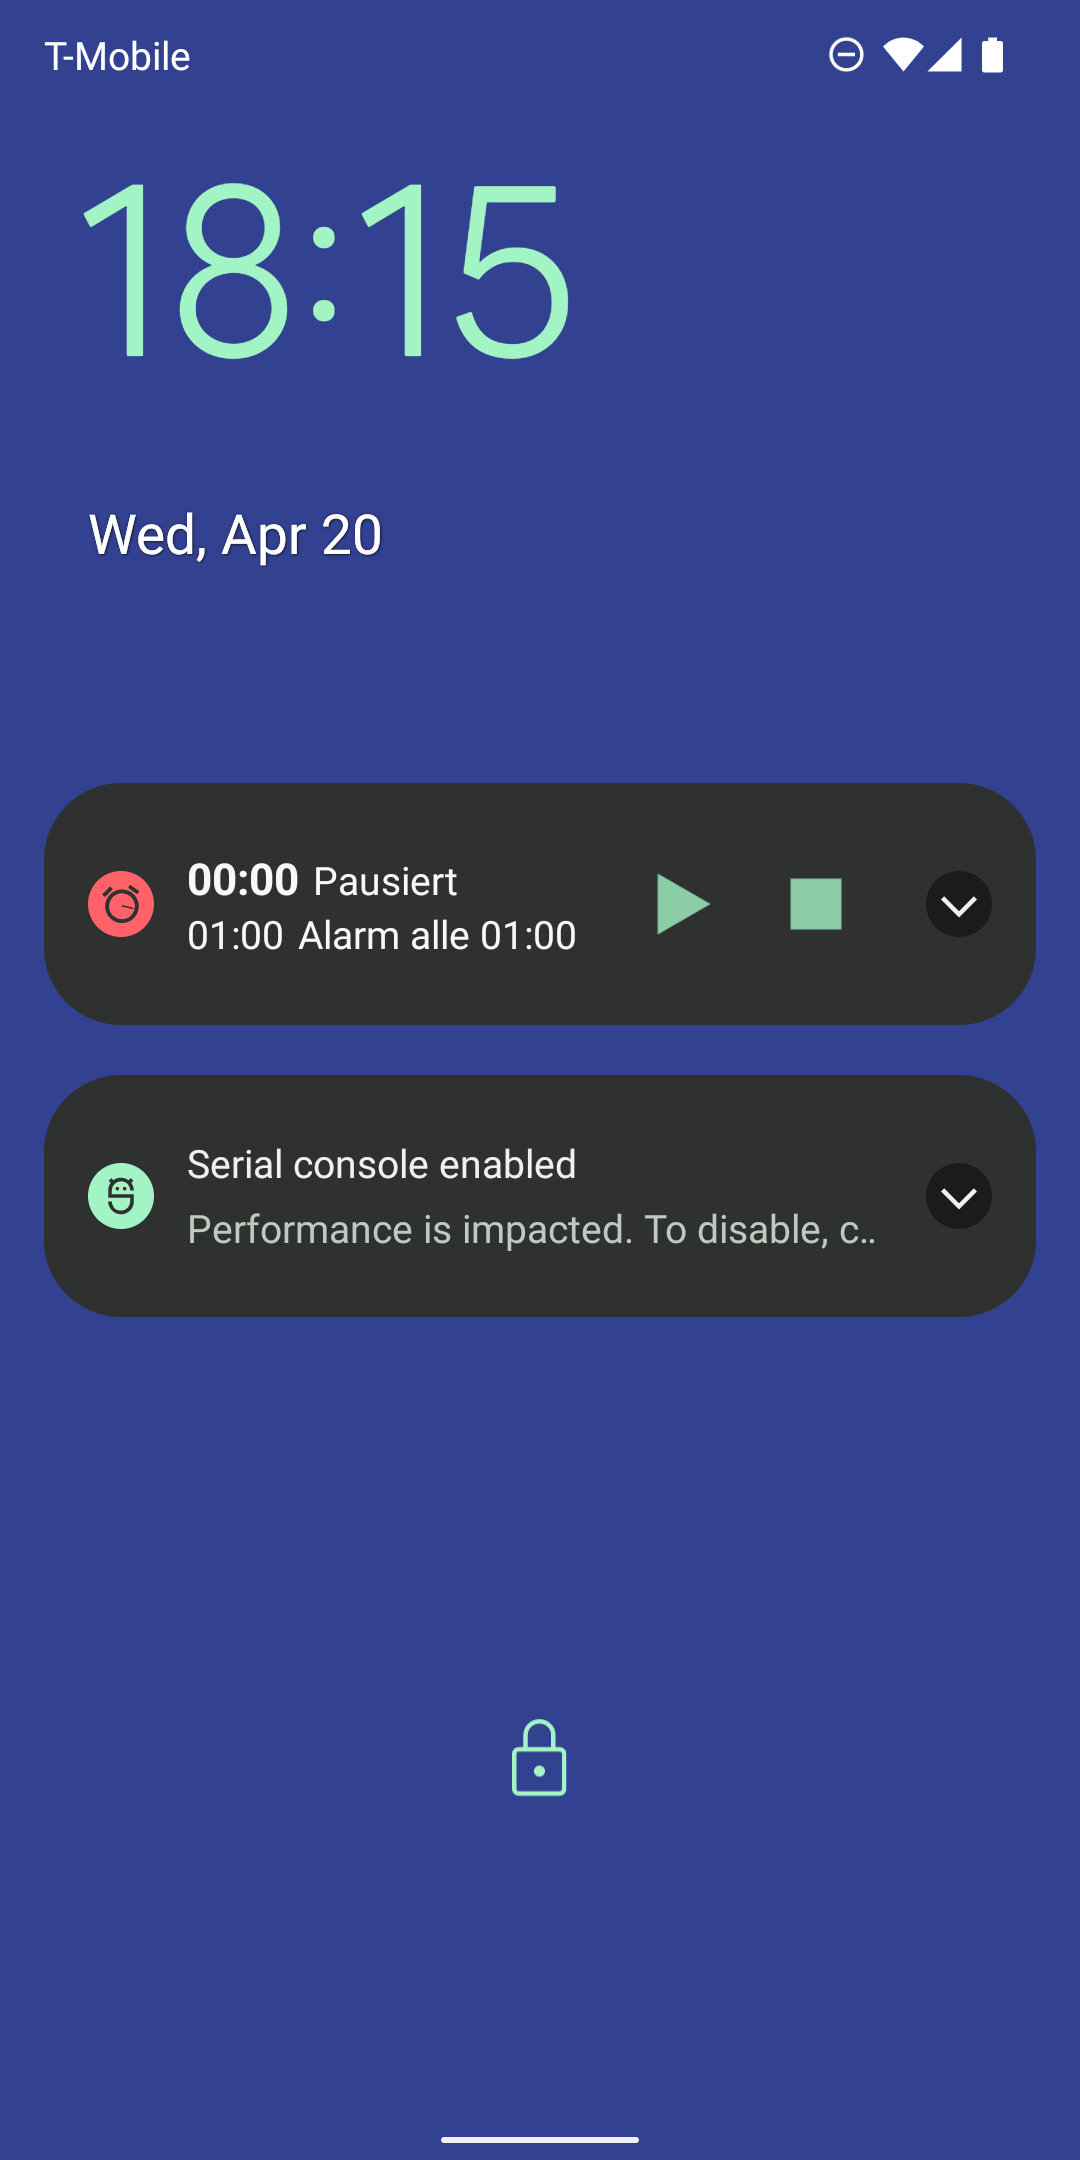 T-Mobile
18:15
Wed, Apr 20
00:00 Pausiert
01:00 Alarm alle 01:00
Serial console enabled
Performance is impacted. To disable, c..